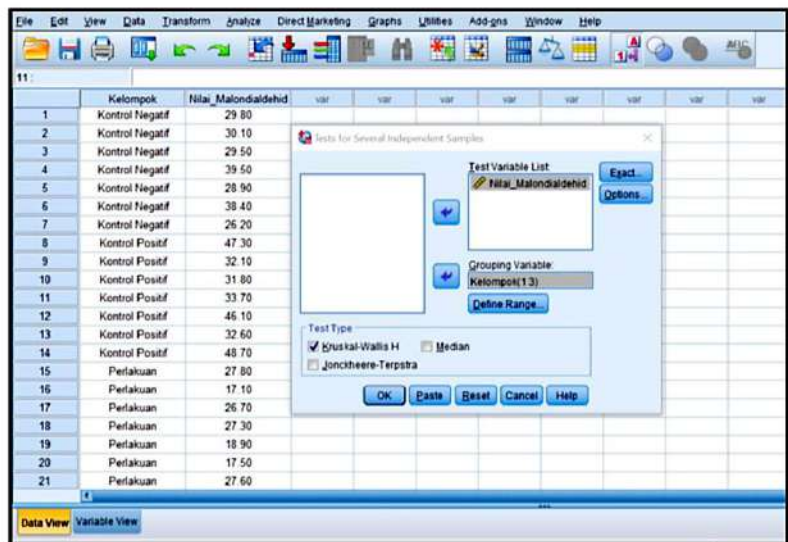 File Edit View Data Transform Analyze Direct Marketing Graphs Utilities Add-ons Window Help
11 :
Kelompok Nilai_Malondialdehid var var var var var var var
1 Kontrol Negatif 29.80
2 Kontrol Negatif 30.10
3 Kontrol Negatif 29.50
4 Kontrol Negatif 39.50
5 Kontrol Negatif 28.90
6 Kontrol Negatif 38.40
7 Kontrol Negatif 26.20
8 Kontrol Positif 47.30
9 Kontrol Positif 32.10
10 Kontrol Positif 31.80
11 Kontrol Positif 33.70
12 Kontrol Positif 46.10
13 Kontrol Positif 32.60
14 Kontrol Positif 48.70
15 Perlakuan 27.80
16 Perlakuan 17.10
17 Perlakuan 26.70
18 Perlakuan 27.30
19 Perlakuan 18.90
20 Perlakuan 17.50
21 Perlakuan 27.60
Tests for Several Independent Samples
Test Variable List:
Nilai_Malondialdehid
Exact...
Options...
Grouping Variable:
Kelompok(1 3)
Define Range...
Test Type
Kruskal-Wallis H Median
Jonckheere-Terpstra
OK Paste Reset Cancel Help
Data View Variable View